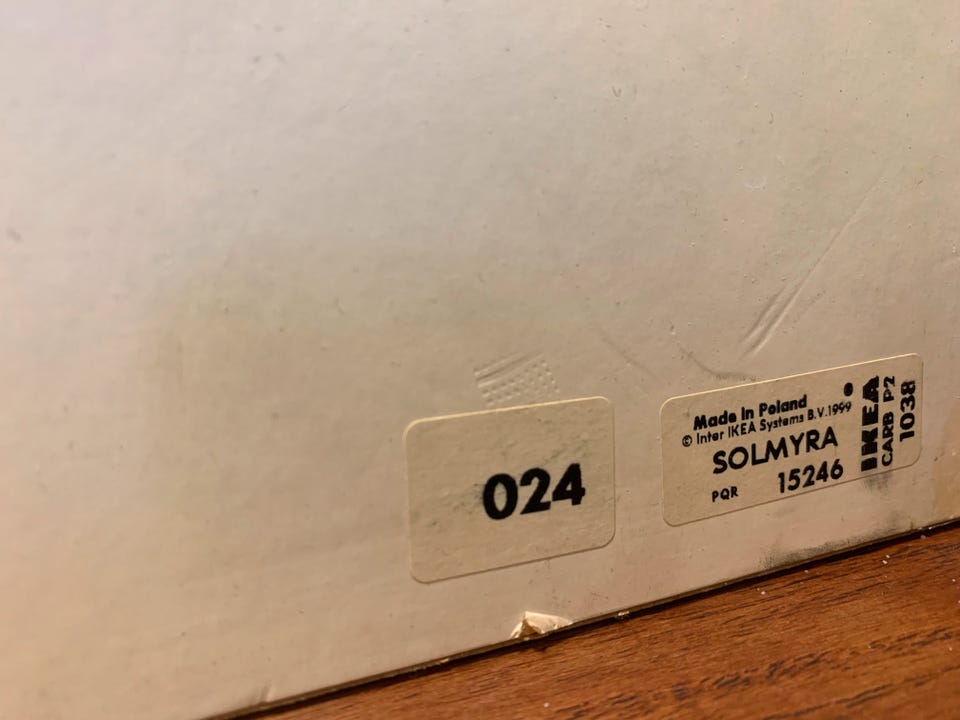 024
Made in Poland
© Inter IKEA Systems B.V. 1999
SOLMYRA
PQR 15246
IKEA
CARB P2
1038